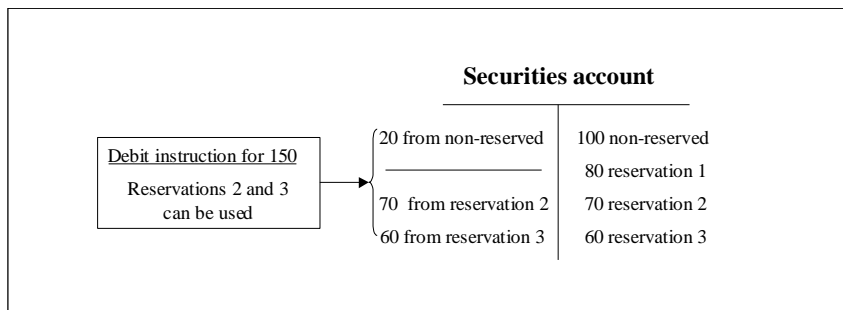 Securities account
Debit instruction for 150
Reservations 2 and 3
can be used
20 from non-reserved
70 from reservation 2
60 from reservation 3
100 non-reserved
80 reservation 1
70 reservation 2
60 reservation 3